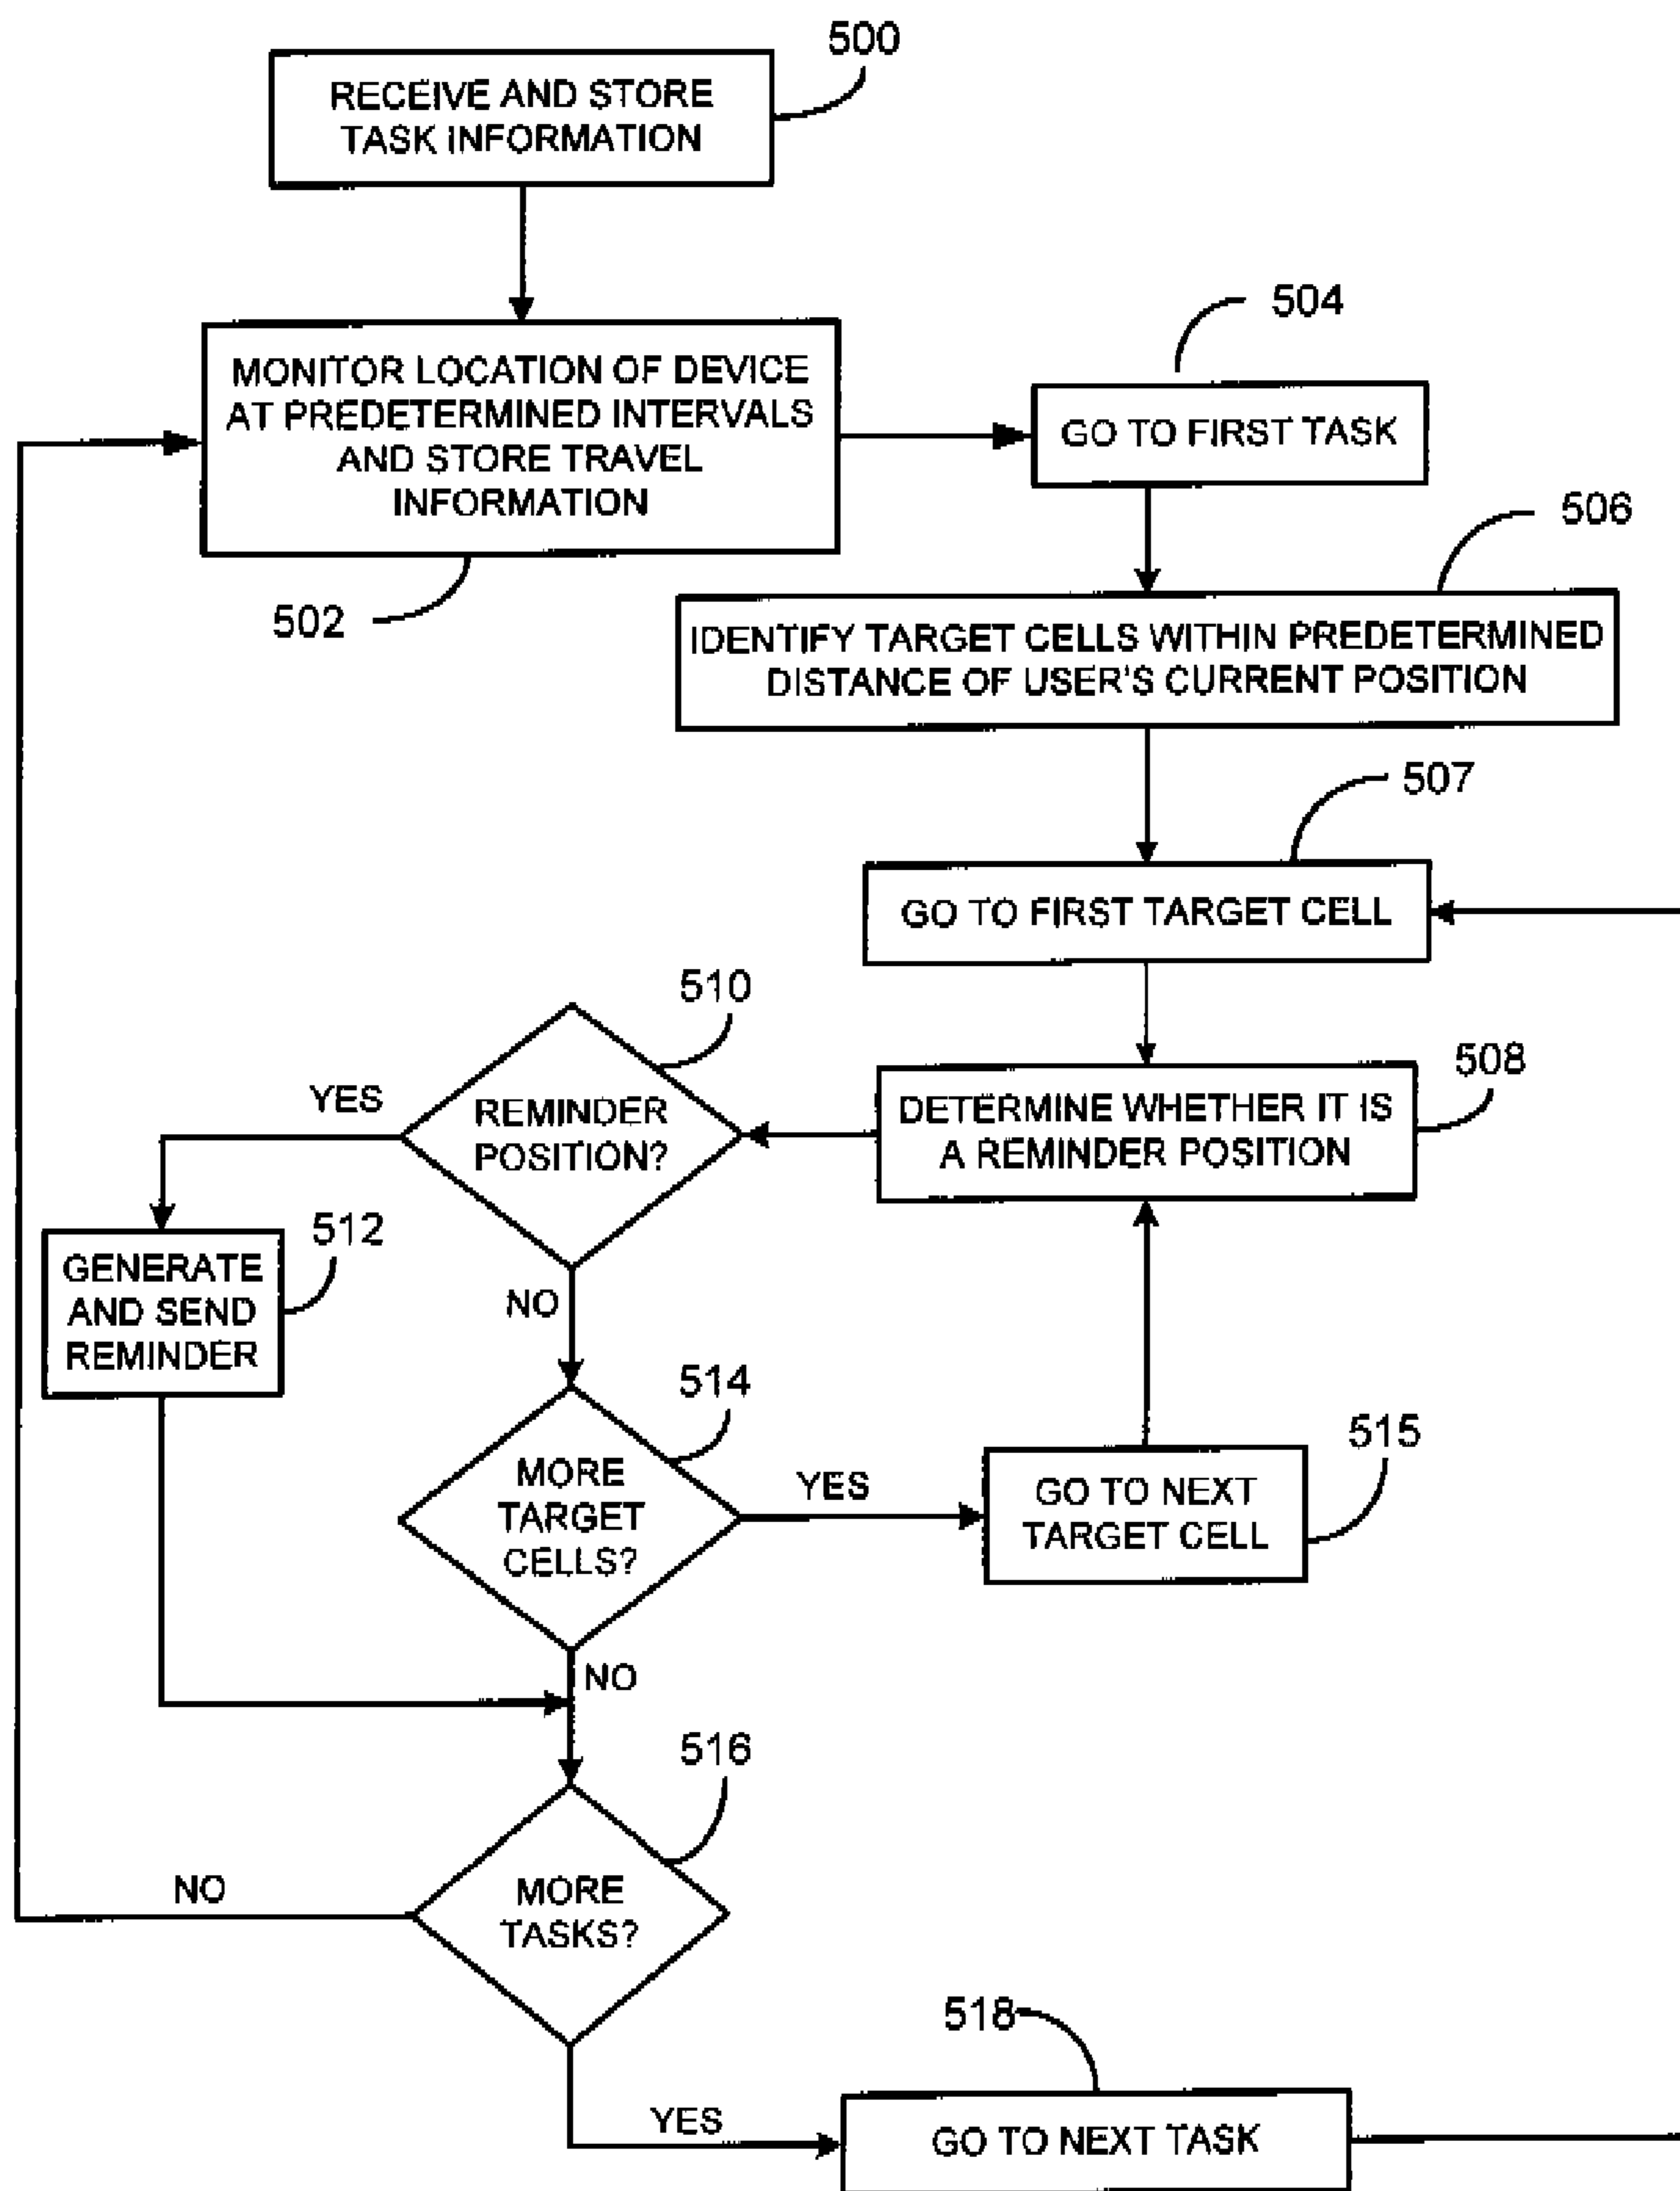 500
RECEIVE AND STORE
TASK INFORMATION
504
MONITOR LOCATION OF DEVICE
AT PREDETERMINED INTERVALS
AND STORE TRAVEL
INFORMATION
GO TO FIRST TASK
506
502
IDENTIFY TARGET CELLS WITHIN PREDETERMINED
DISTANCE OF USER'S CURRENT POSITION
507
GO TO FIRST TARGET CELL
510
508
YES
REMINDER
POSITION?
DETERMINE WHETHER IT IS
A REMINDER POSITION
512
GENERATE
AND SEND
REMINDER
NO
514
515
MORE
TARGET
CELLS?
YES
GO TO NEXT
TARGET CELL
NO
516
NO
MORE
TASKS?
518
YES
GO TO NEXT TASK